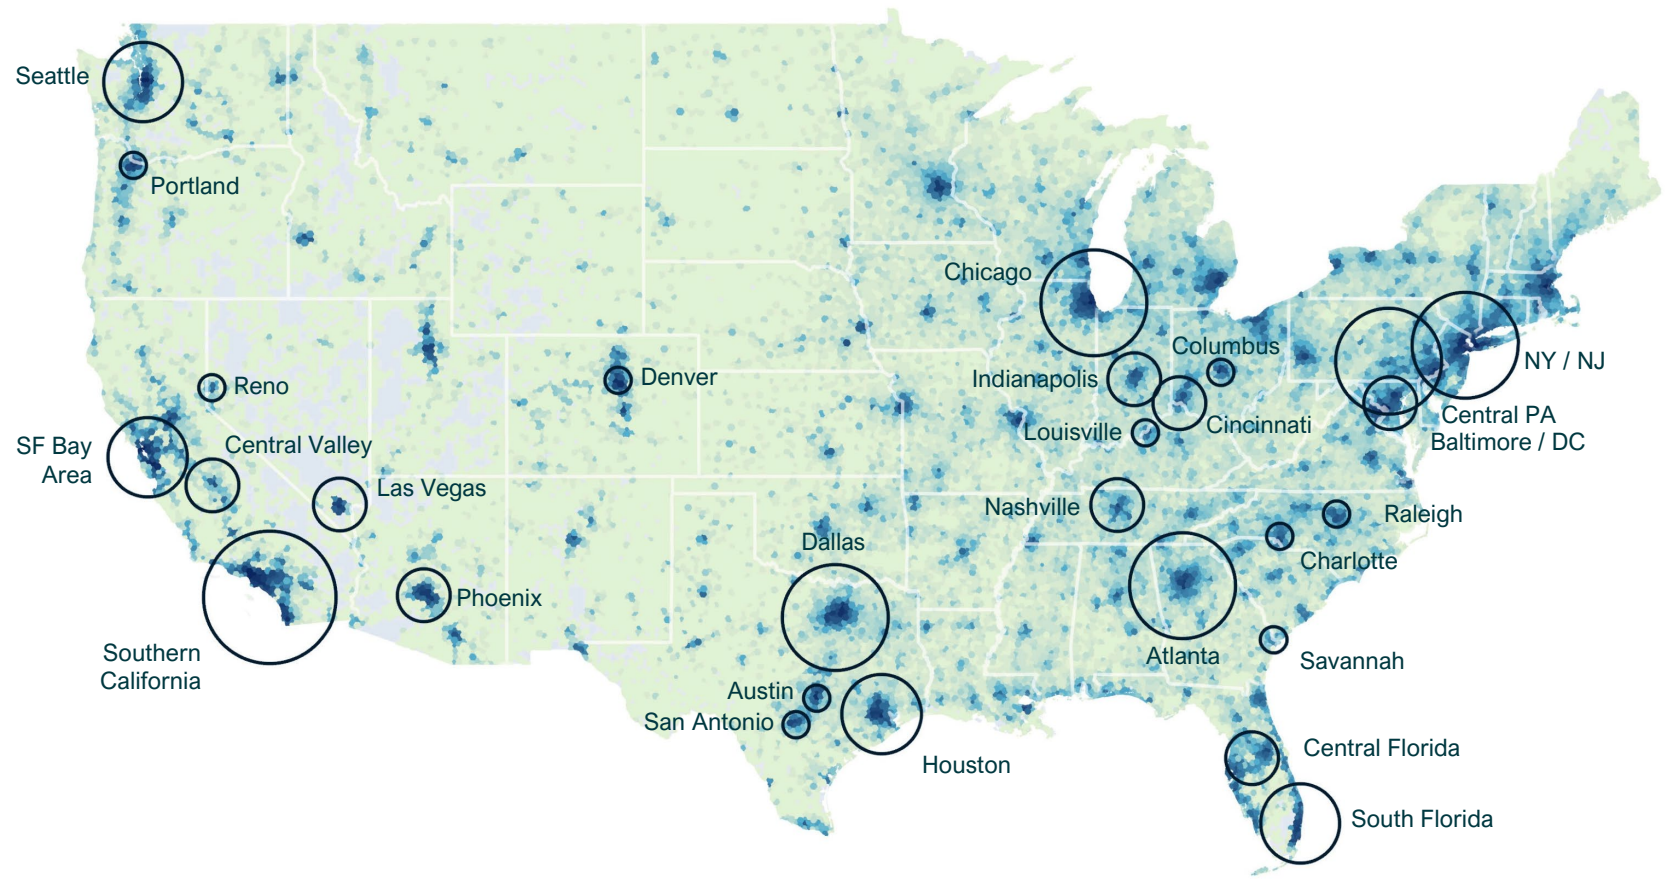 Seattle
Portland
Chicago
Columbus
NY / NJ
Indianapolis
Denver
Reno
Central PA
Cincinnati
Louisville
Baltimore / DC
Central Valley
SF Bay
Area
Las Vegas
Nashville
Raleigh
Dallas
Charlotte
Phoenix
Southern
California
Atlanta
Savannah
Austin
San Antonio
Central Florida
Houston
South Florida